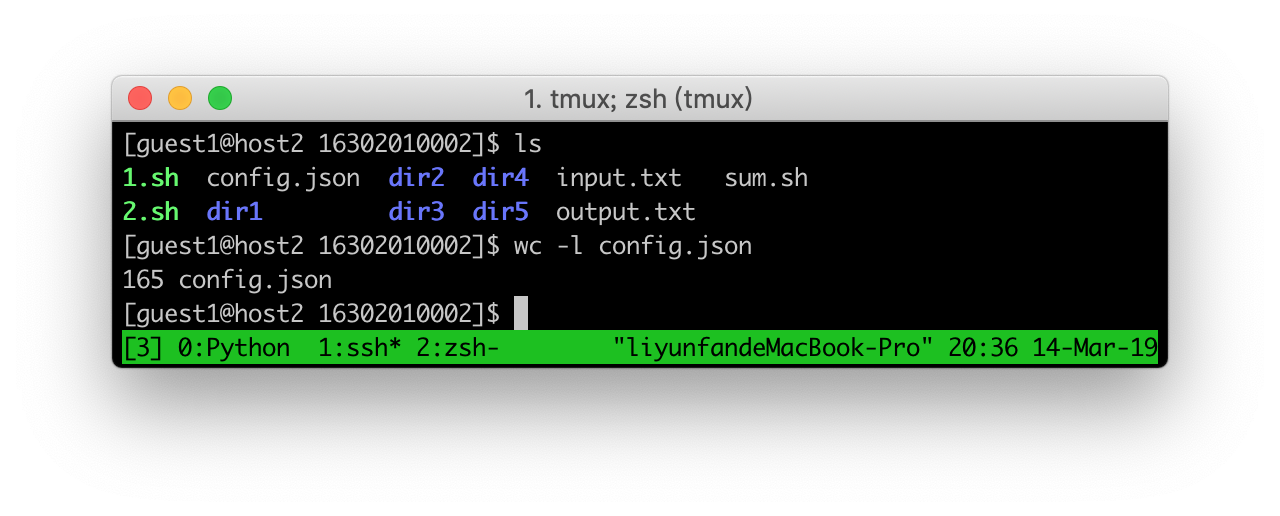 1. tmux; zsh (tmux)
[guest1@host2 16302010002]$ ls
1.sh  config.json  dir2  dir4  input.txt   sum.sh
2.sh  dir1         dir3  dir5  output.txt
[guest1@host2 16302010002]$ wc -l config.json
165 config.json
[guest1@host2 16302010002]$
[3] 0:Python  1:ssh* 2:zsh-        "liyunfandeMacBook-Pro" 20:36 14-Mar-19